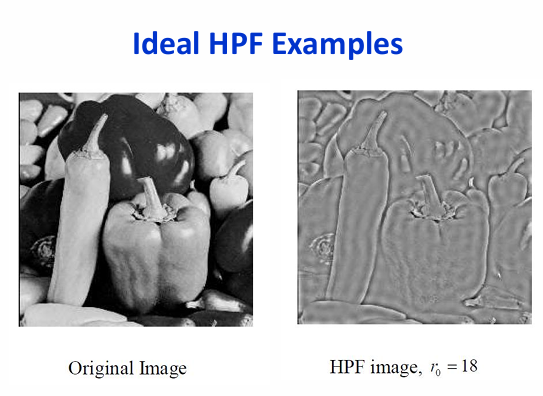 Ideal HPF Examples
Original Image
HPF image, r₀ = 18